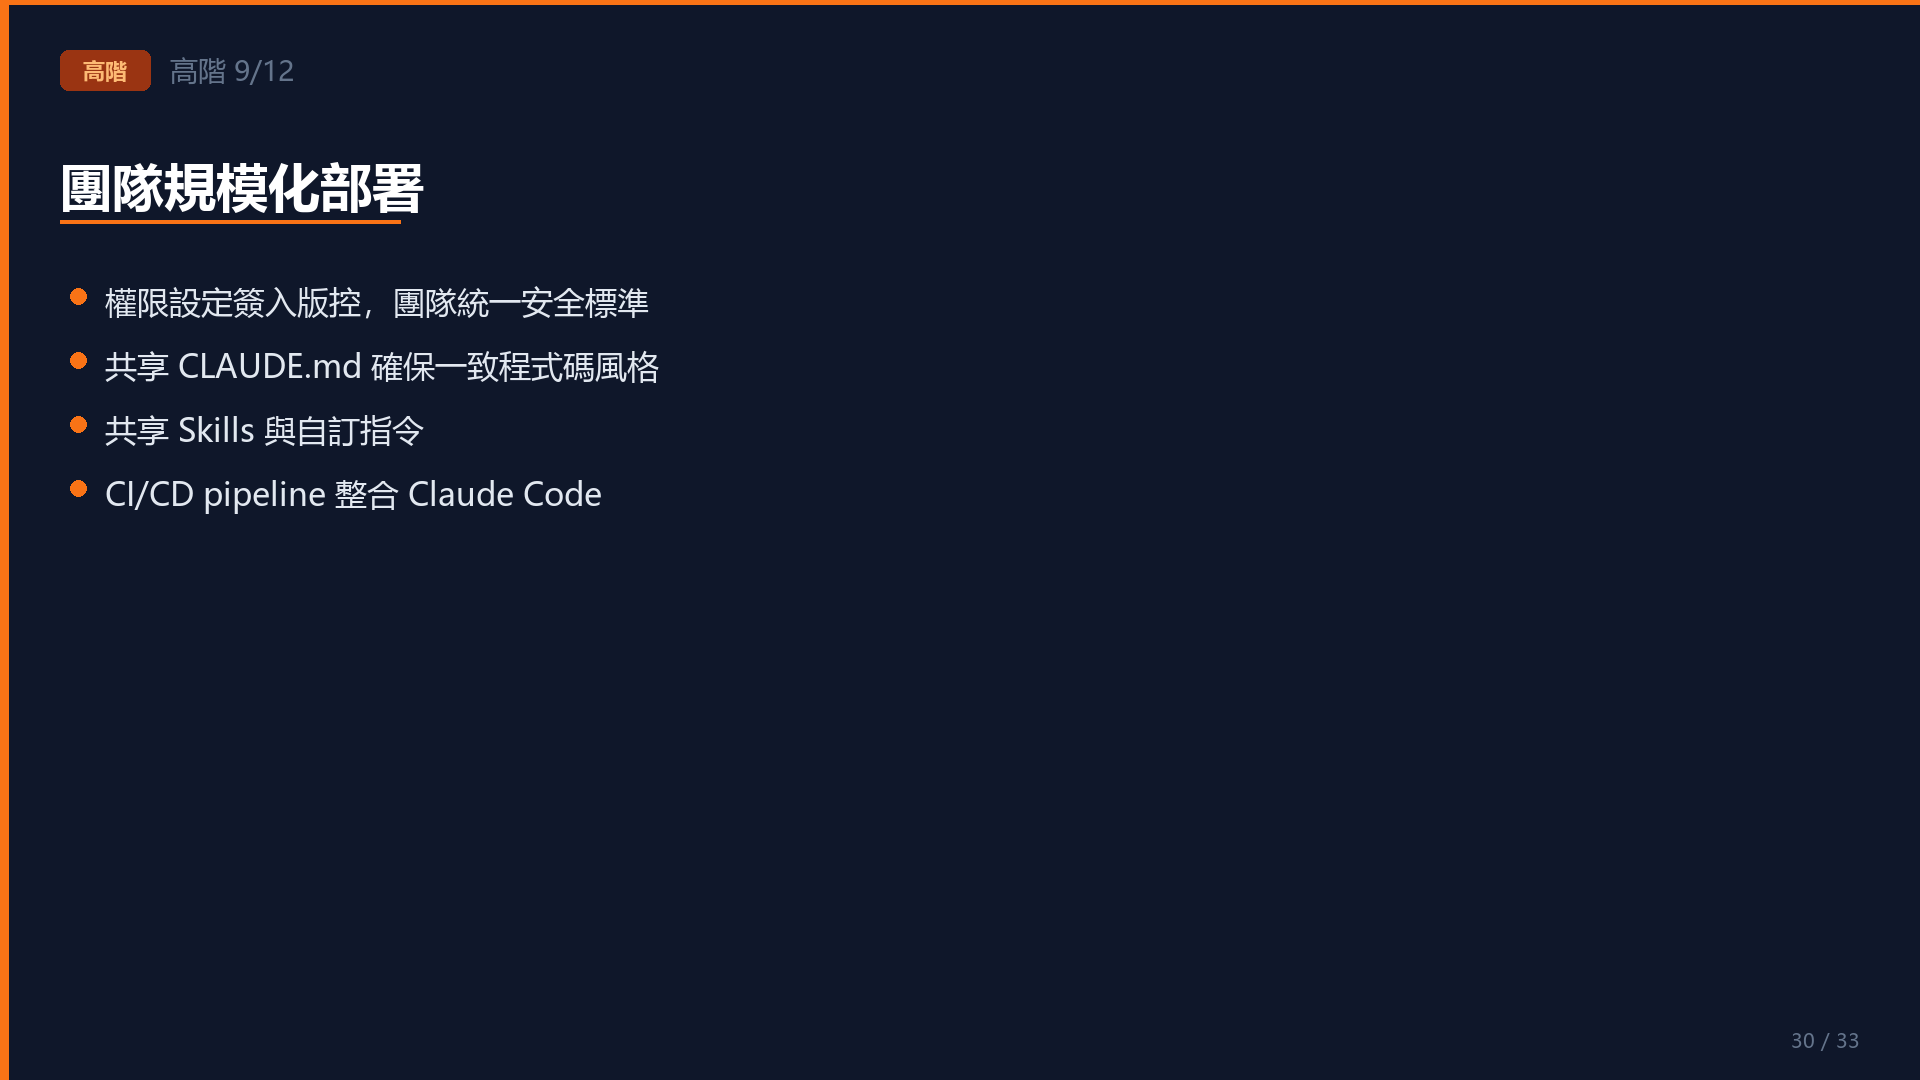 高階 高階 9/12
團隊規模化部署
權限設定簽入版控，團隊統一安全標準
共享 CLAUDE.md 確保一致程式碼風格
共享 Skills 與自訂指令
CI/CD pipeline 整合 Claude Code
30 / 33